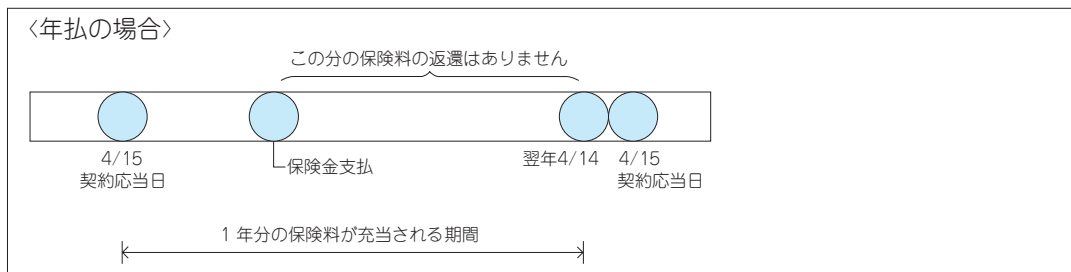 〈年払の場合〉
この分の保険料の返還はありません
4/15
契約応当日
保険金支払
翌年4/14
4/15
契約応当日
1 年分の保険料が充当される期間